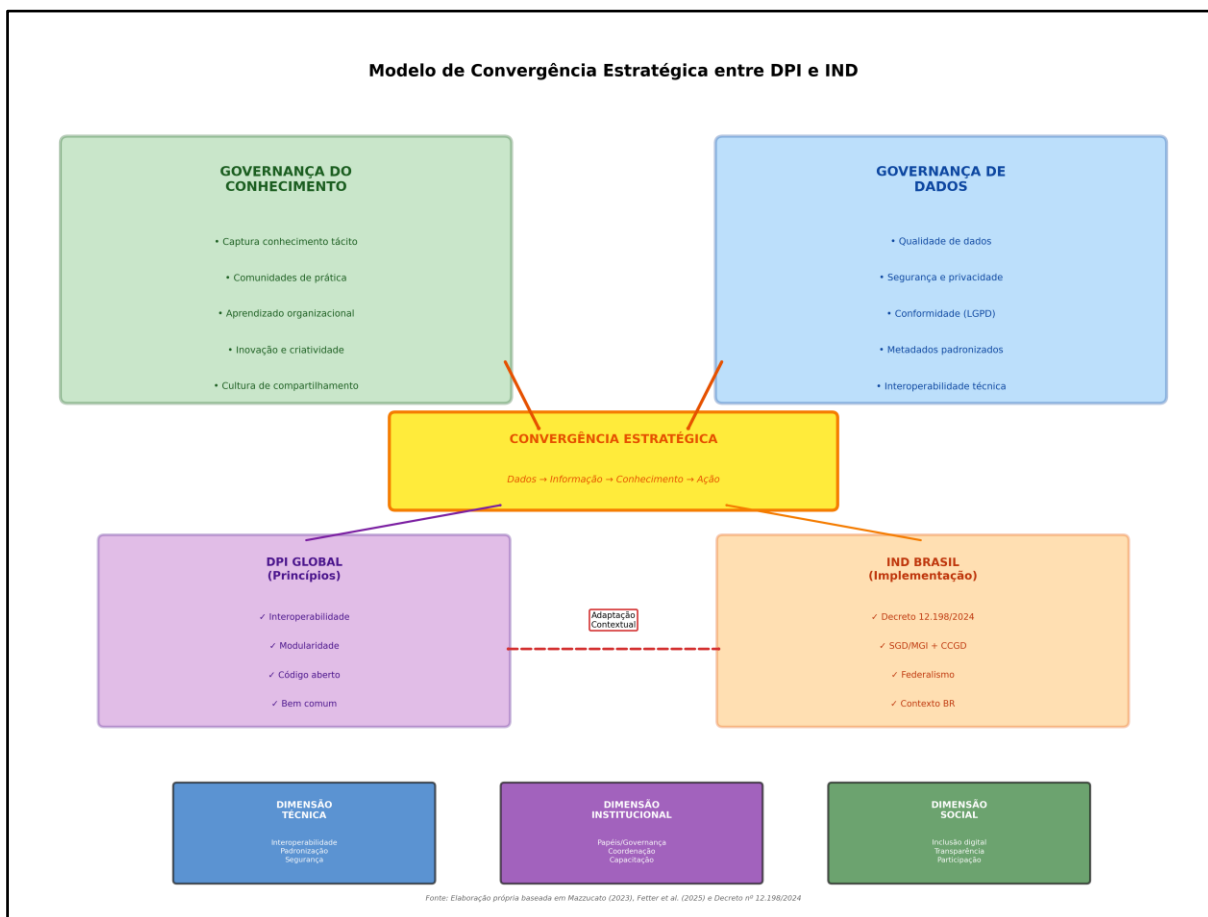 Modelo de Convergência Estratégica entre DPI e IND
GOVERNANÇA DO
CONHECIMENTO
• Captura conhecimento tácito
• Comunidades de prática
• Aprendizado organizacional
• Inovação e criatividade
• Cultura de compartilhamento
GOVERNANÇA DE
DADOS
• Qualidade de dados
• Segurança e privacidade
• Conformidade (LGPD)
• Metadados padronizados
• Interoperabilidade técnica
CONVERGÊNCIA ESTRATÉGICA
Dados → Informação → Conhecimento → Ação
DPI GLOBAL
(Princípios)
✓ Interoperabilidade
✓ Modularidade
✓ Código aberto
✓ Bem comum
Adaptação
Contextual
IND BRASIL
(Implementação)
✓ Decreto 12.198/2024
✓ SGD/MGI + CCGD
✓ Federalismo
✓ Contexto BR
DIMENSÃO
TÉCNICA
Interoperabilidade
Padronização
Segurança
DIMENSÃO
INSTITUCIONAL
Papéis/Governança
Coordenação
Capacitação
DIMENSÃO
SOCIAL
Inclusão digital
Transparência
Participação
Fonte: Elaboração própria baseada em Mazzucato (2023), Fetter et al. (2025) e Decreto nº 12.198/2024